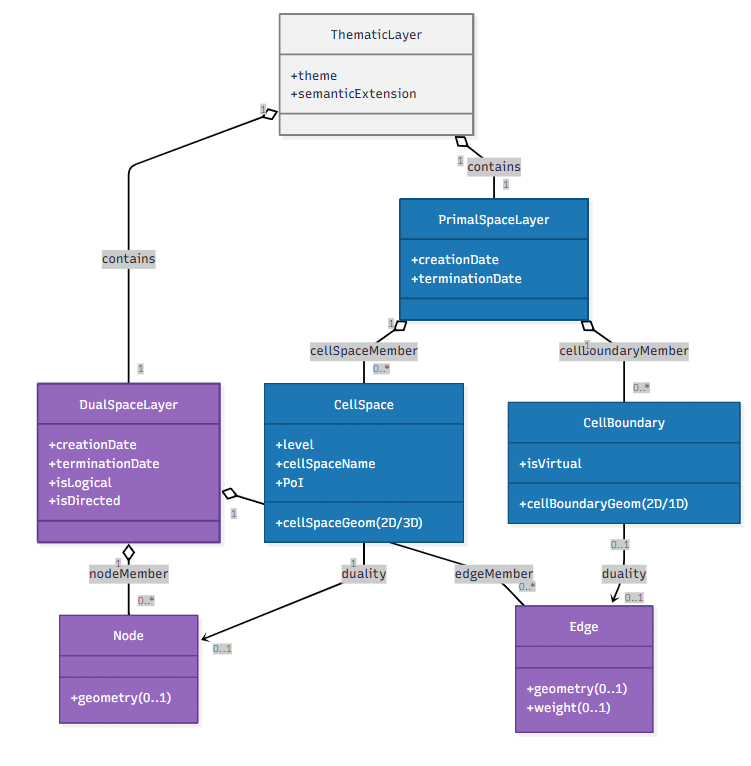 ThematicLayer
+theme
+semanticExtension
1
1
contains
1
PrimalSpaceLayer
+creationDate
+terminationDate
contains
1
1
cellSpaceMember
0..*
1
cellBoundaryMember
0..*
1
DualSpaceLayer
+creationDate
+terminationDate
+isLogical
+isDirected
CellSpace
+level
+cellSpaceName
+PoI
+cellSpaceGeom(2D/3D)
CellBoundary
+isVirtual
+cellBoundaryGeom(2D/1D)
1
1
nodeMember
0..*
1
duality
0..1
edgeMember
0..*
0..1
duality
0..1
Node
+geometry(0..1)
Edge
+geometry(0..1)
+weight(0..1)